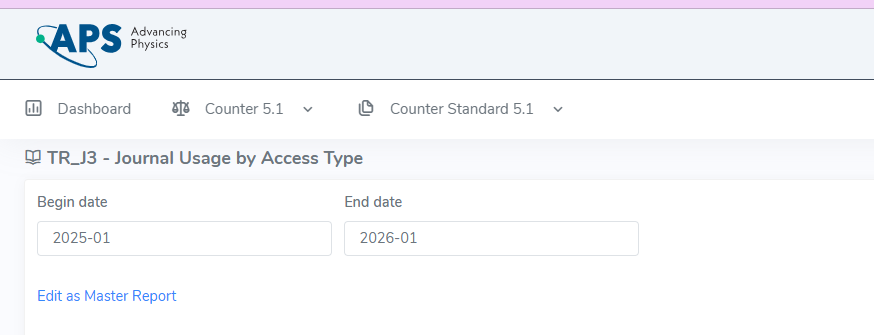 APS Advancing
Physics
Dashboard Counter 5.1 Counter Standard 5.1
TR_J3 - Journal Usage by Access Type
Begin date End date
2025-01 2026-01
Edit as Master Report